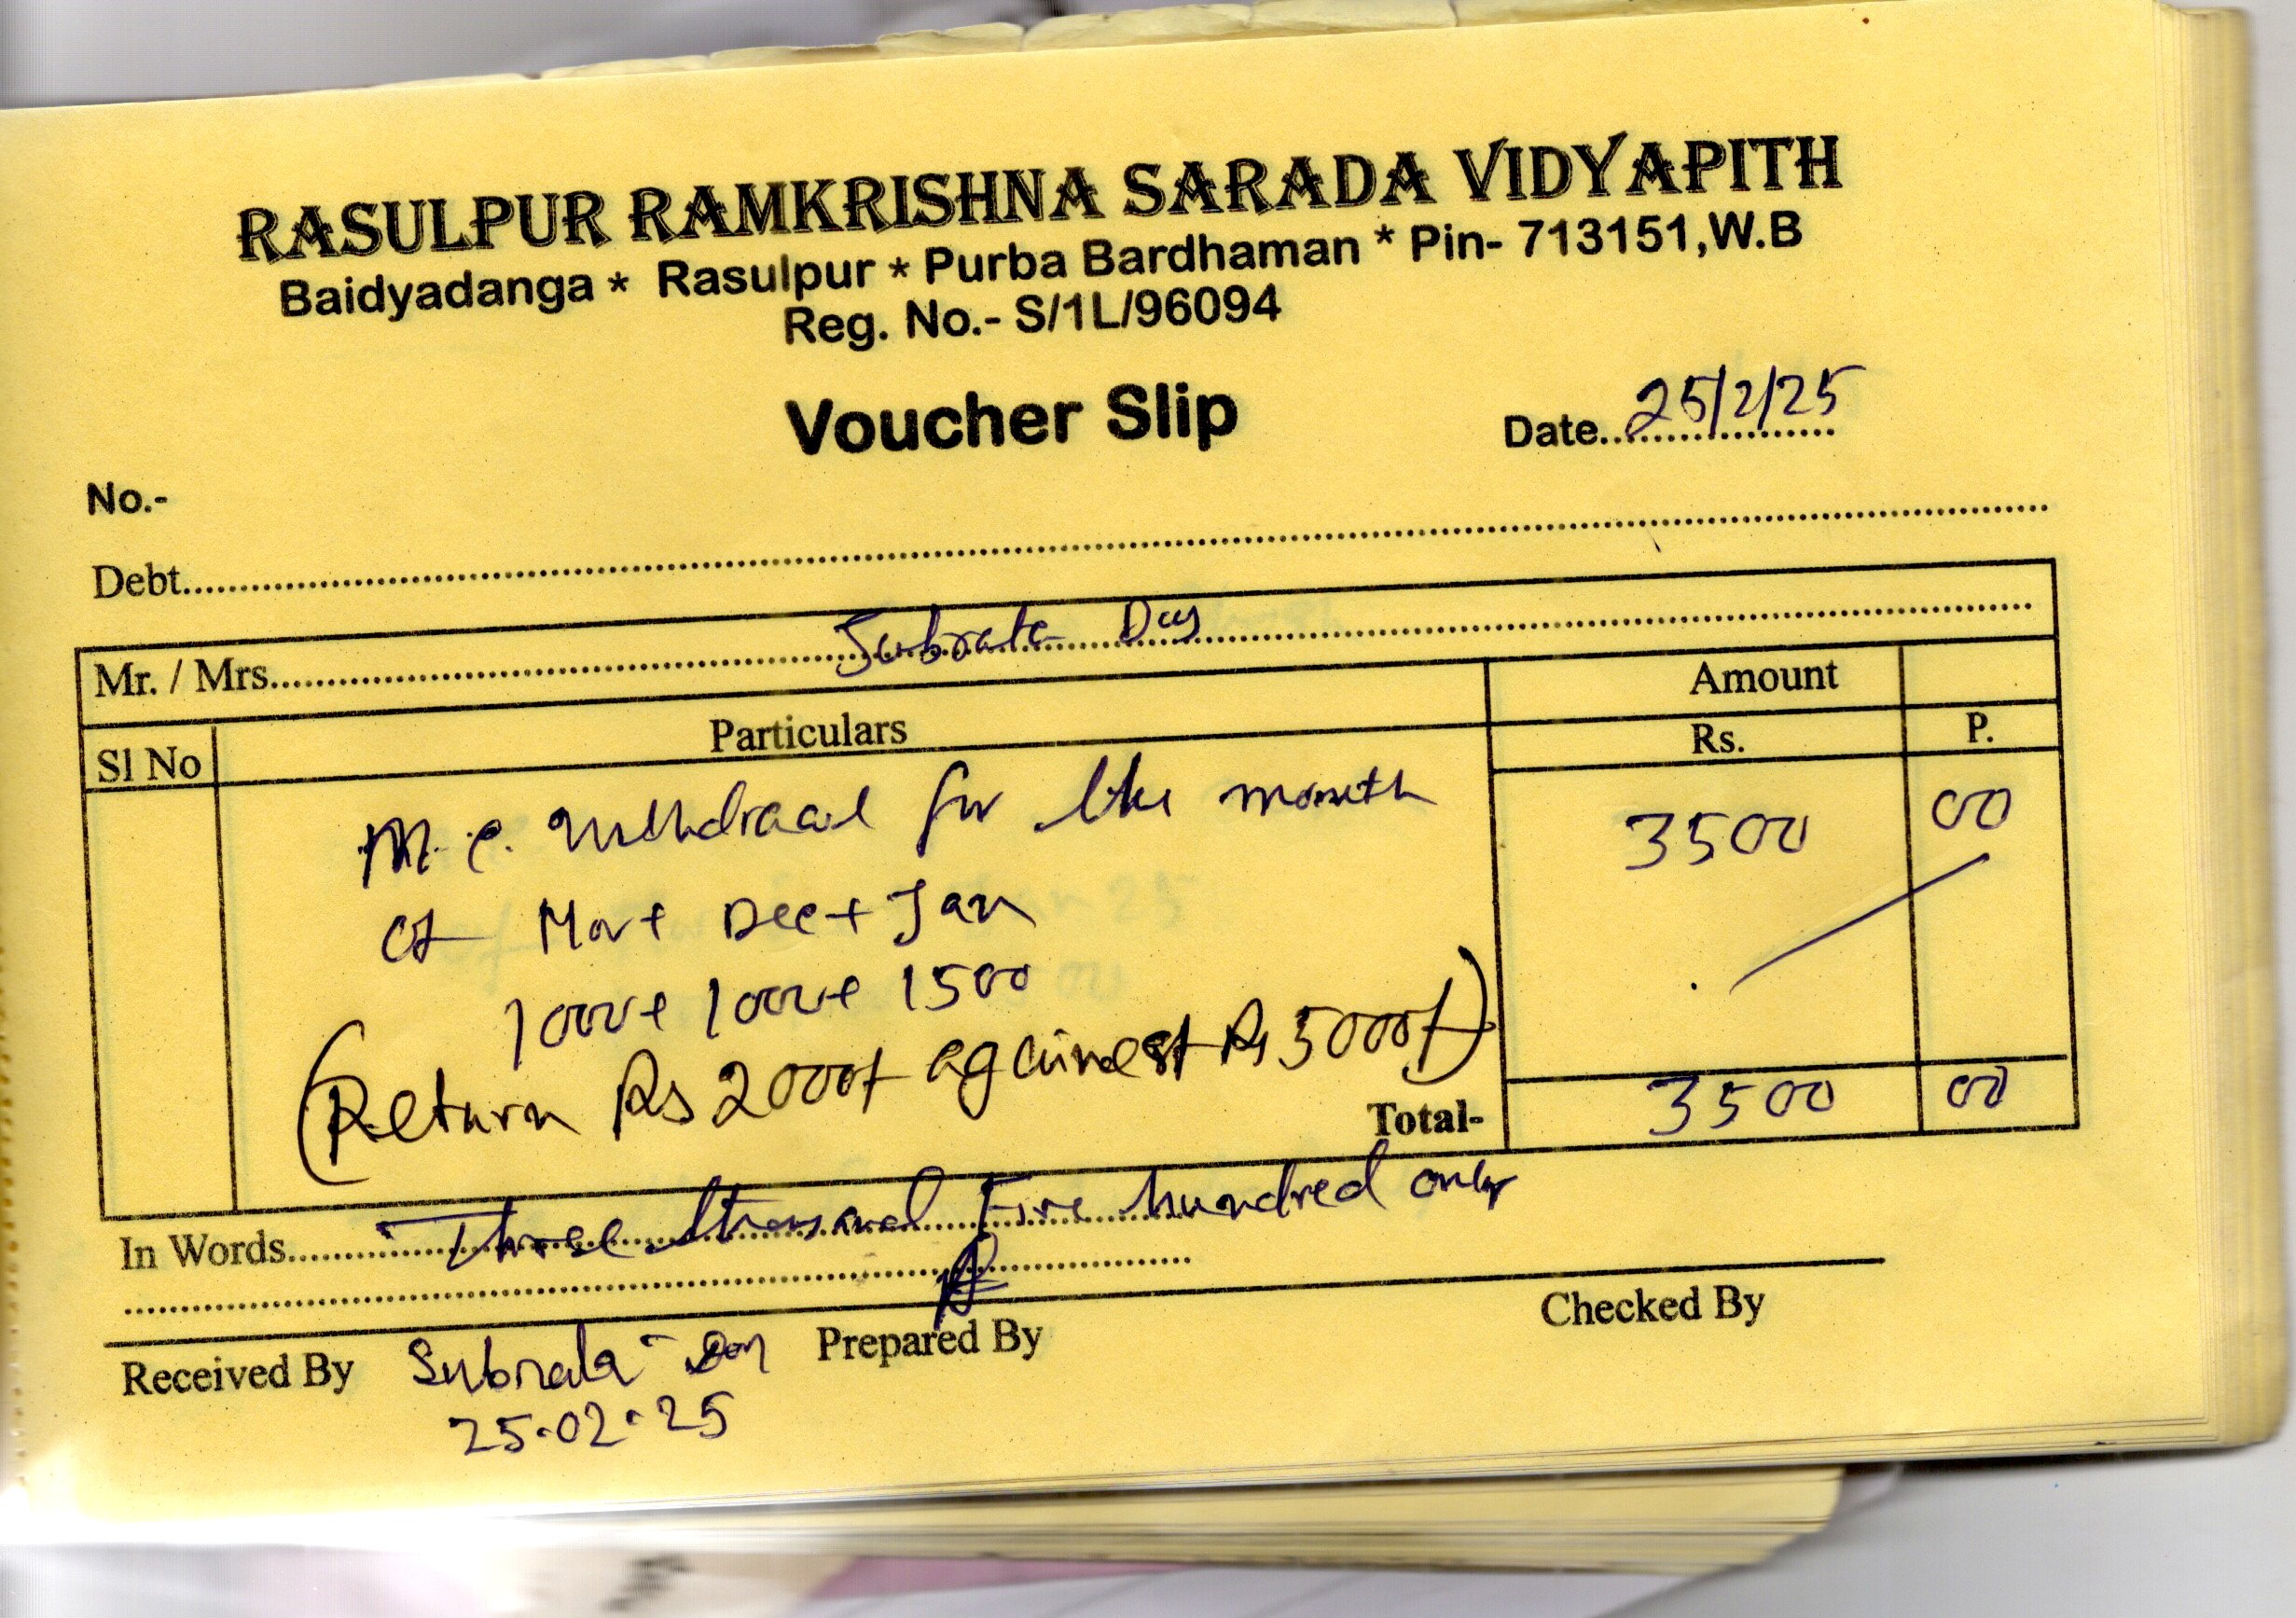 RASULPUR RAMKRISHNA SARADA VIDYAPITH
Baidyadanga * Rasulpur * Purba Bardhaman * Pin- 713151,W.B
Reg. No.- S/1L/96094
Voucher Slip
Date..25/2/25
No.-
Debt
Mr. / Mrs. Subrata Das
Amount
Sl No Particulars Rs. P.
M.C. withdraal for the month 3500 00
of Nov+ Dec+ Jan
1000+ 1000+ 1500
(Return Rs 2000/- against Rs 5000/-)
Total- 3500 00
In Words Three thousand Five hundred only
Checked By
Received By Subrata Prepared By
25.02.25